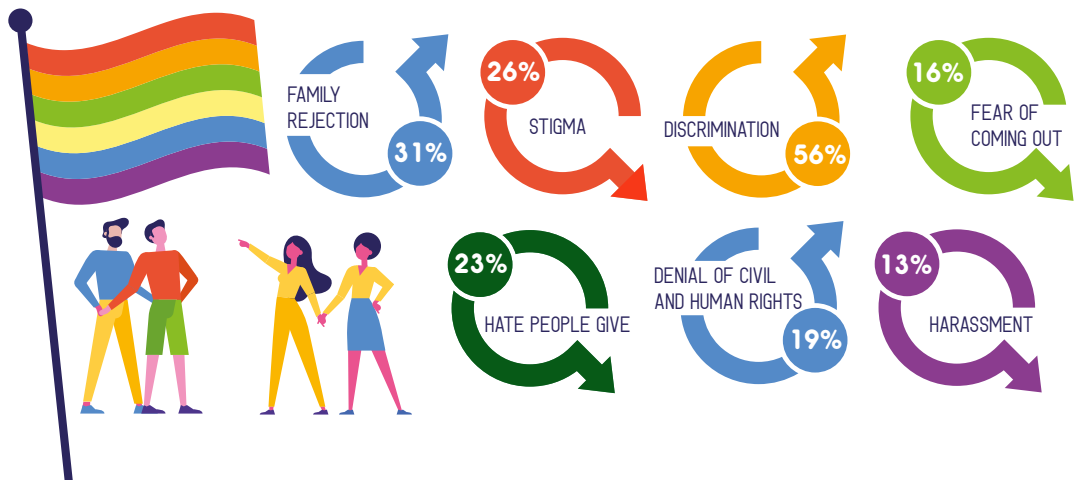 FAMILY
REJECTION
31%
26%
STIGMA
DISCRIMINATION
56%
16%
FEAR OF
COMING OUT
23%
HATE PEOPLE GIVE
DENIAL OF CIVIL
AND HUMAN RIGHTS
19%
13%
HARASSMENT